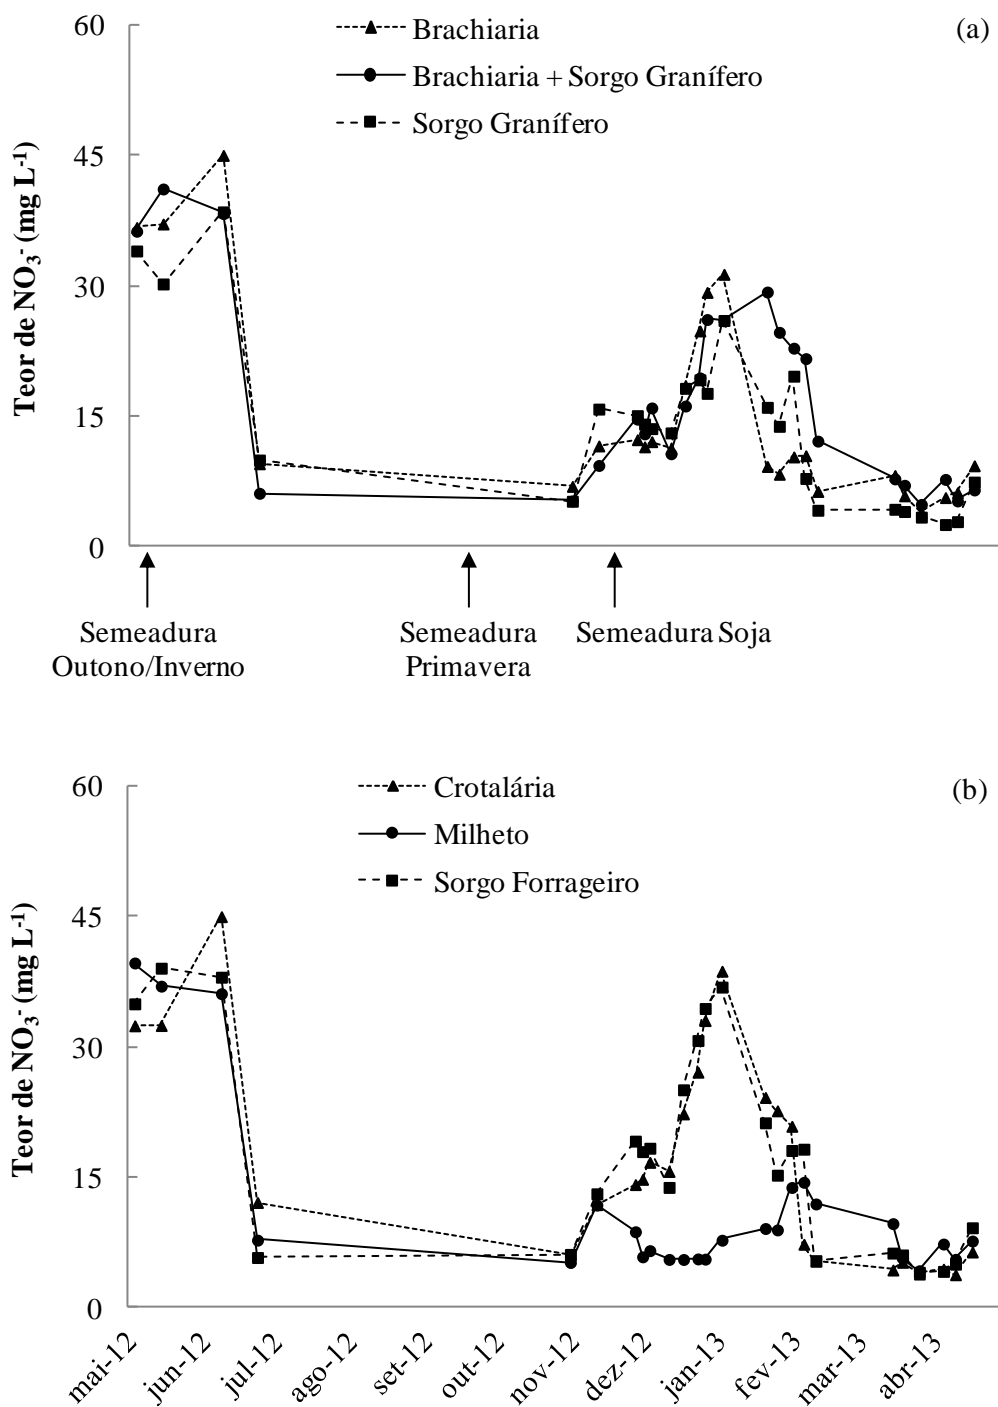 60
45
30
15
0
Teor de NO₃⁻ (mg L⁻¹)
Brachiaria
Brachiaria + Sorgo Granífero
Sorgo Granífero
(a)
Semeadura
Outono/Inverno
Semeadura
Primavera
Semeadura Soja
60
45
30
15
0
Teor de NO₃⁻ (mg L⁻¹)
Crotalária
Milheto
Sorgo Forrageiro
(b)
mai-12
jun-12
jul-12
ago-12
set-12
out-12
nov-12
dez-12
jan-13
fev-13
mar-13
abr-13